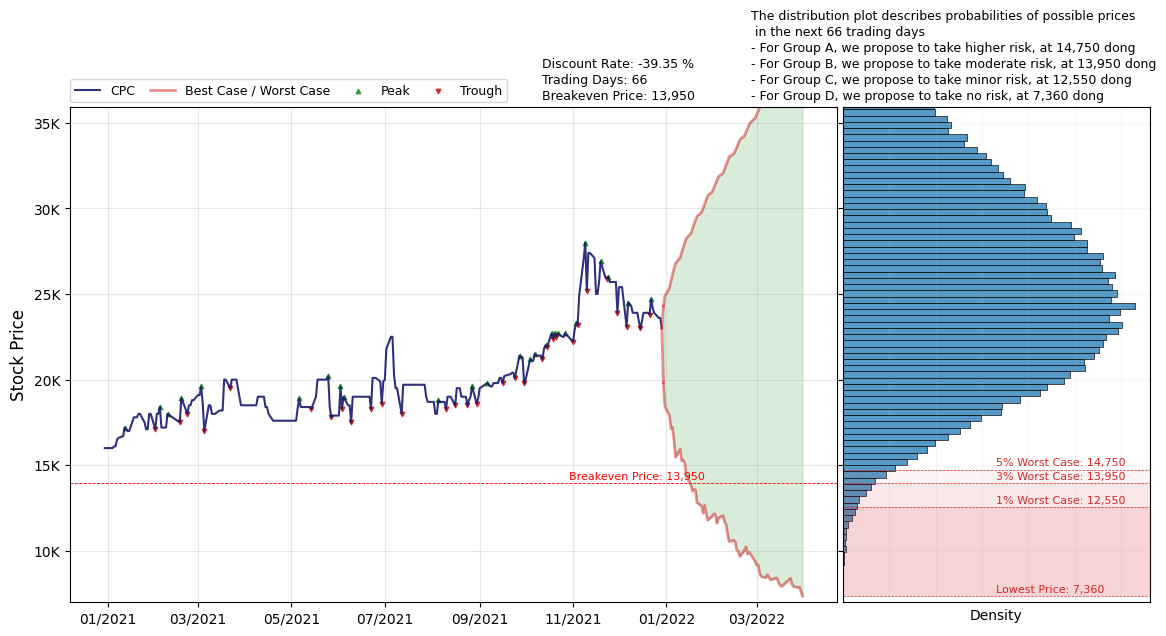 The distribution plot describes probabilities of possible prices
in the next 66 trading days
- For Group A, we propose to take higher risk, at 14,750 dong
- For Group B, we propose to take moderate risk, at 13,950 dong
- For Group C, we propose to take minor risk, at 12,550 dong
- For Group D, we propose to take no risk, at 7,360 dong
Discount Rate: -39.35 %
Trading Days: 66
Breakeven Price: 13,950
CPC
Best Case / Worst Case
Peak
Trough
Stock Price
35K
30K
25K
20K
15K
10K
Breakeven Price: 13,950
5% Worst Case: 14,750
3% Worst Case: 13,950
1% Worst Case: 12,550
Lowest Price: 7,360
01/2021
03/2021
05/2021
07/2021
09/2021
11/2021
01/2022
03/2022
Density